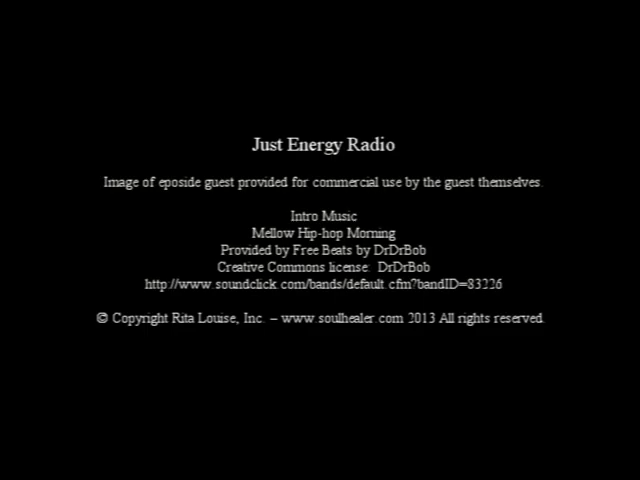 Just Energy Radio
Image of eposide guest provided for commercial use by the guest themselves.
Intro Music
Mellow Hip-hop Morning
Provided by Free Beats by DrDrBob
Creative Commons license: DrDrBob
http://www.soundclick.com/bands/default.cfm?bandID=83226
© Copyright Rita Louise, Inc. – www.soulhealer.com 2013 All rights reserved.